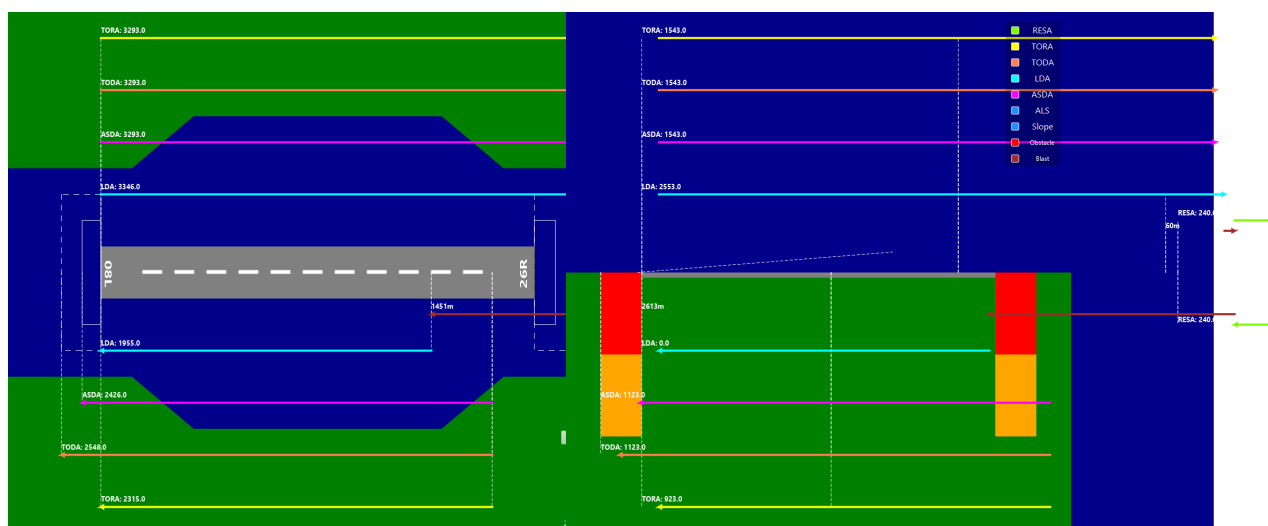 TORA: 3293.0
TODA: 3293.0
ASDA: 3293.0
LDA: 3346.0
08L
26R
1451m
LDA: 1955.0
ASDA: 2426.0
TODA: 2548.0
TORA: 2315.0
TORA: 1543.0
TODA: 1543.0
ASDA: 1543.0
LDA: 2553.0
RESA
TORA
TODA
LDA
ASDA
ALS
Slope
Obstacle
Blast
RESA: 240.
60m
2613m
RESA: 240.
LDA: 0.0
ASDA: 1123.0
TODA: 1123.0
TORA: 923.0